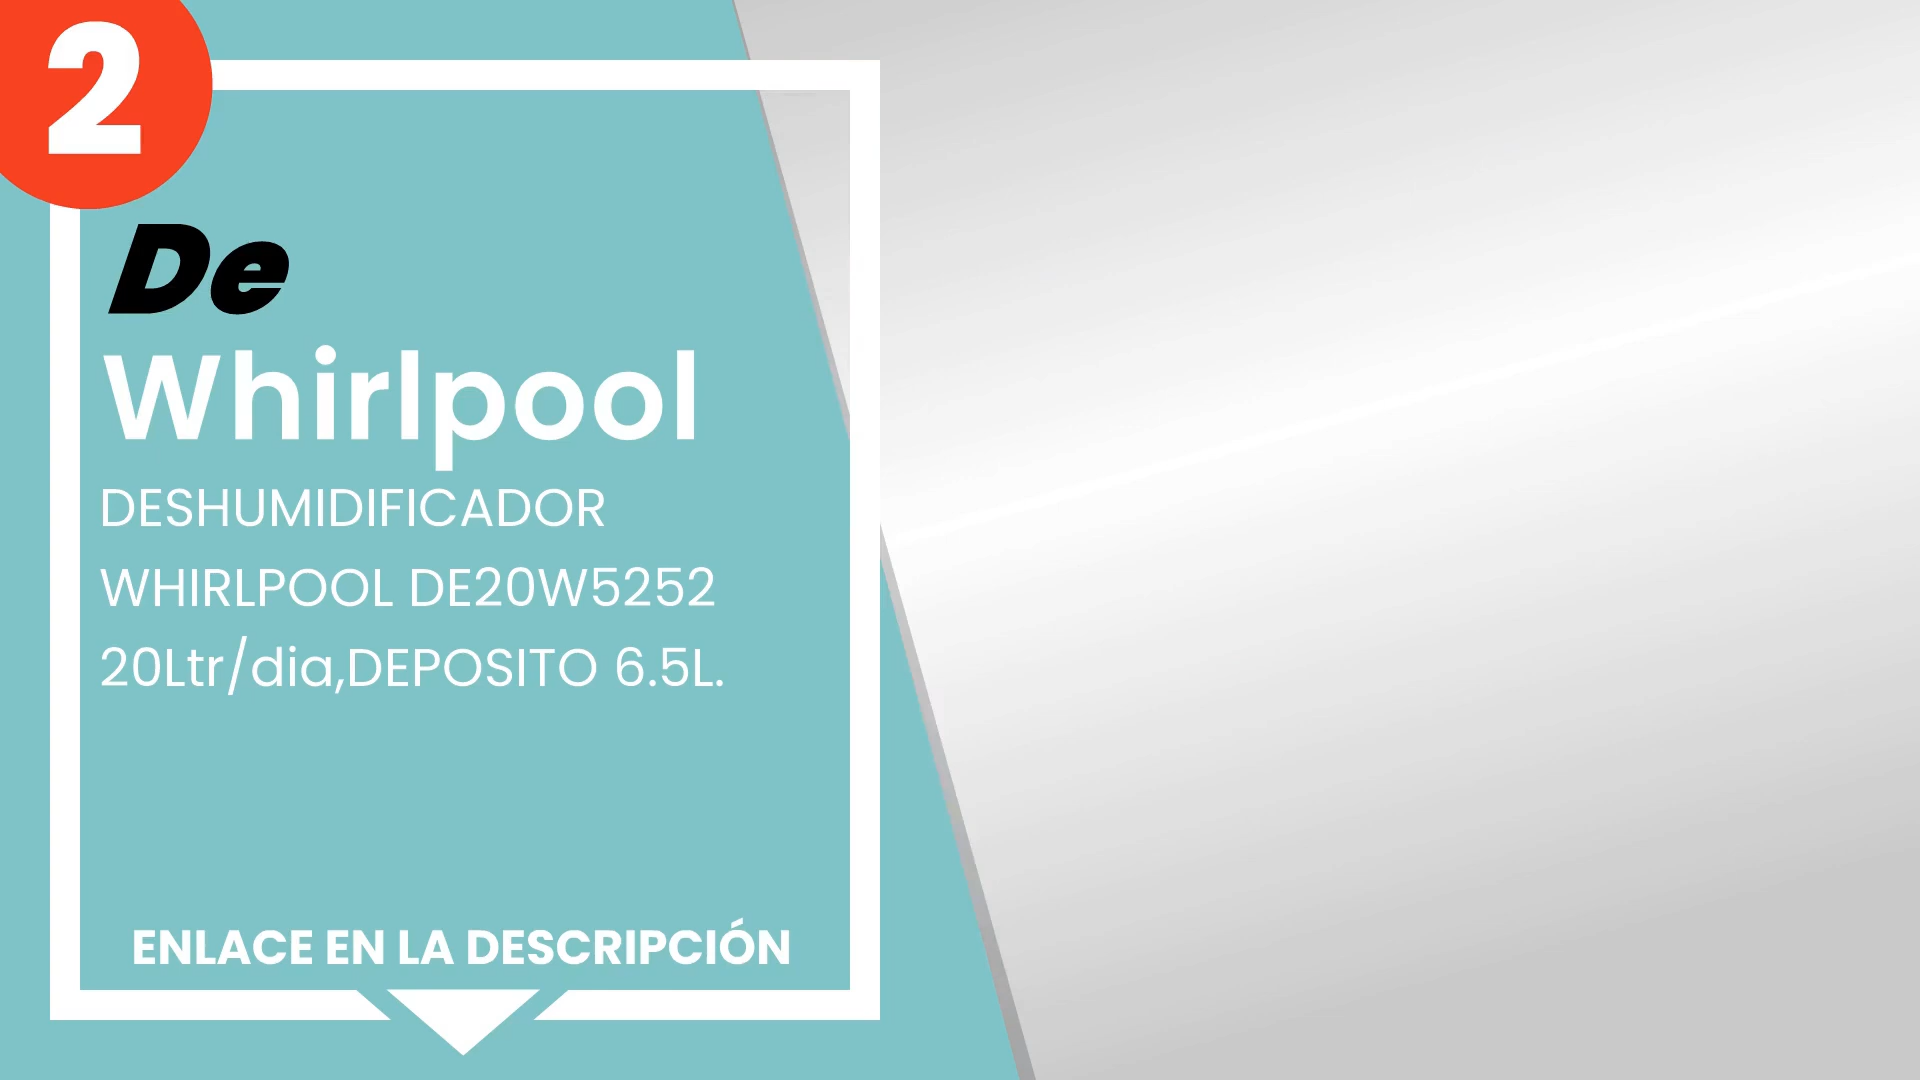 2
De
Whirlpool
DESHUMIDIFICADOR
WHIRLPOOL DE20W5252
20Ltr/dia,DEPOSITO 6.5L.
ENLACE EN LA DESCRIPCIÓN